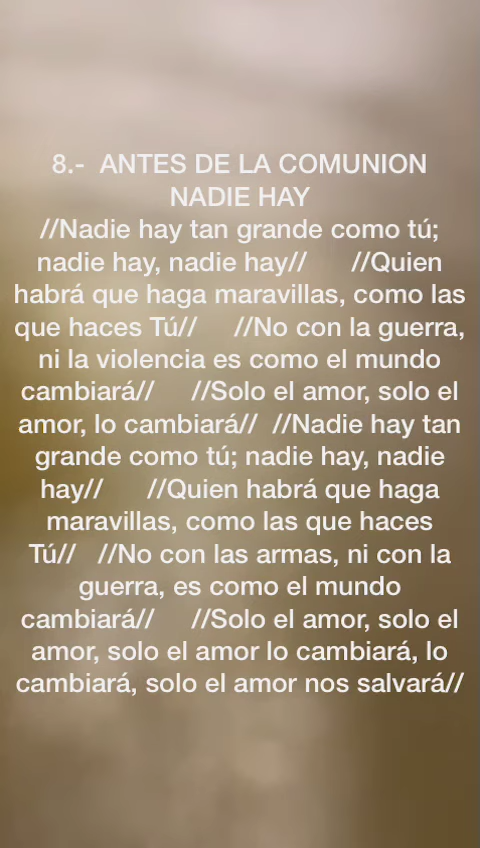 8.-  ANTES DE LA COMUNION
NADIE HAY
//Nadie hay tan grande como tú;
nadie hay, nadie hay//      //Quien
habrá que haga maravillas, como las
que haces Tú//     //No con la guerra,
ni la violencia es como el mundo
cambiará//     //Solo el amor, solo el
amor, lo cambiará//  //Nadie hay tan
grande como tú; nadie hay, nadie
hay//      //Quien habrá que haga
maravillas, como las que haces
Tú//   //No con las armas, ni con la
guerra, es como el mundo
cambiará//     //Solo el amor, solo el
amor, solo el amor lo cambiará, lo
cambiará, solo el amor nos salvará//